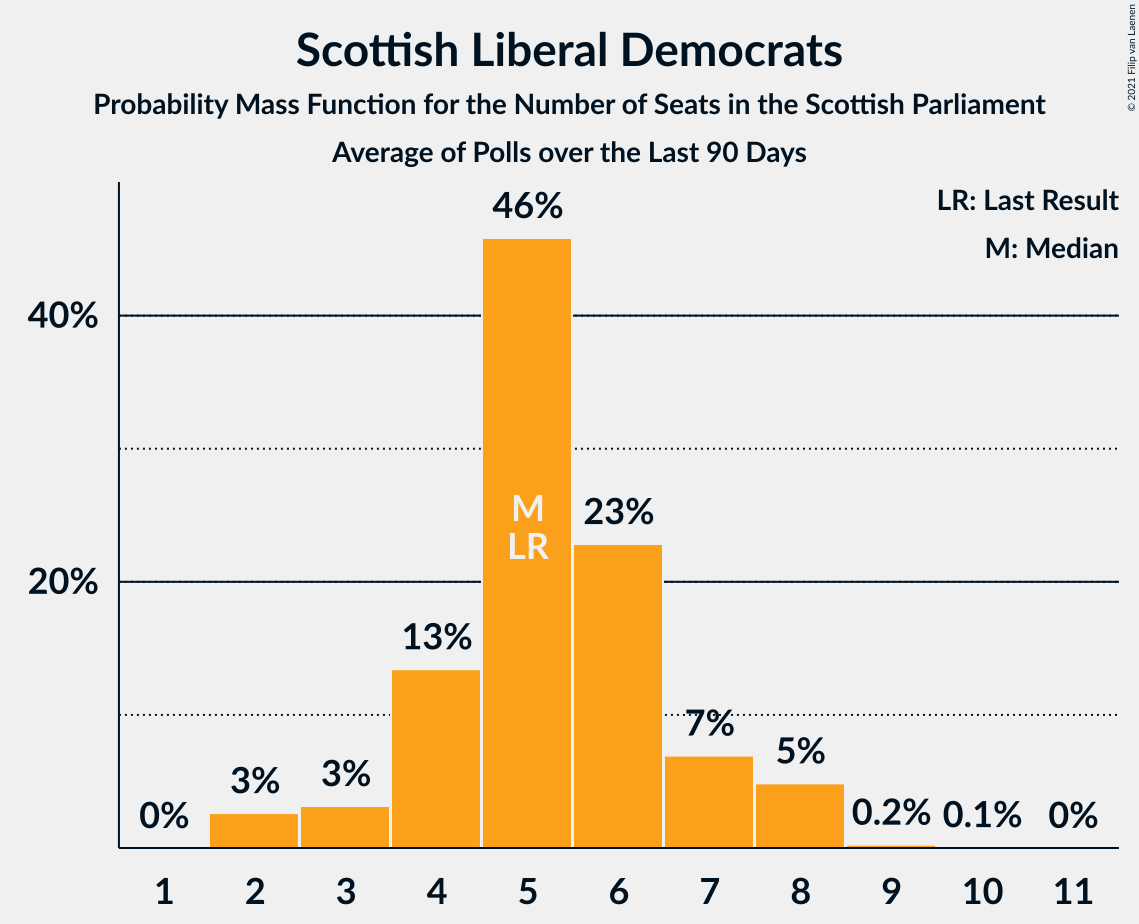 Scottish Liberal Democrats
Probability Mass Function for the Number of Seats in the Scottish Parliament
Average of Polls over the Last 90 Days
© 2021 Filip van Laenen
LR: Last Result
M: Median
46%
40%
M
LR
23%
20%
13%
7%
5%
3%
3%
0%
0.2%
0.1%
0%
1 2 3 4 5 6 7 8 9 10 11